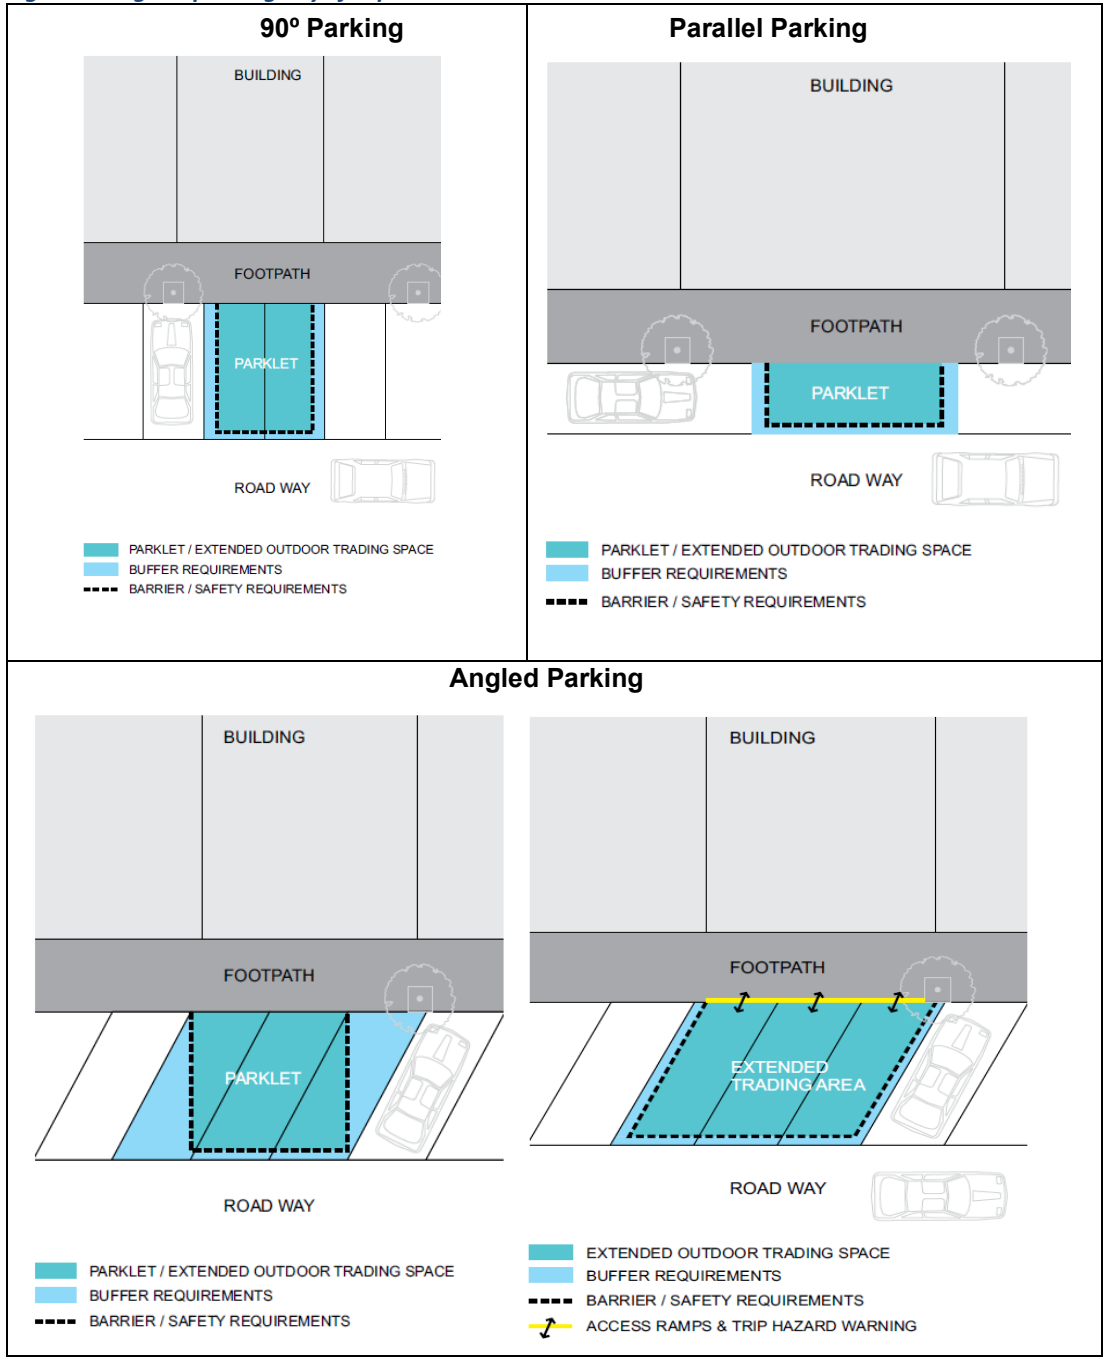 90º Parking
BUILDING
FOOTPATH
PARKLET
ROAD WAY
PARKLET / EXTENDED OUTDOOR TRADING SPACE
BUFFER REQUIREMENTS
BARRIER / SAFETY REQUIREMENTS
Parallel Parking
BUILDING
FOOTPATH
PARKLET
ROAD WAY
PARKLET / EXTENDED OUTDOOR TRADING SPACE
BUFFER REQUIREMENTS
BARRIER / SAFETY REQUIREMENTS
Angled Parking
BUILDING
FOOTPATH
PARKLET
ROAD WAY
PARKLET / EXTENDED OUTDOOR TRADING SPACE
BUFFER REQUIREMENTS
BARRIER / SAFETY REQUIREMENTS
BUILDING
FOOTPATH
EXTENDED
TRADING AREA
ROAD WAY
EXTENDED OUTDOOR TRADING SPACE
BUFFER REQUIREMENTS
BARRIER / SAFETY REQUIREMENTS
ACCESS RAMPS & TRIP HAZARD WARNING